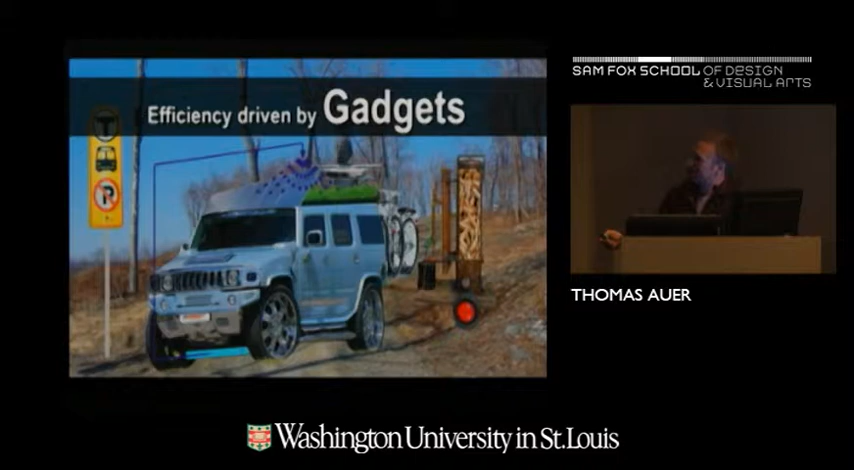 Efficiency driven by Gadgets
T
SAM FOX SCHOOL OF DESIGN
& VISUAL ARTS
THOMAS AUER
Washington University in St. Louis